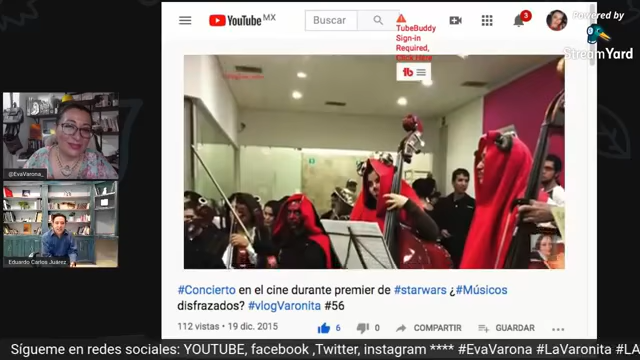 YouTube MX
Buscar
3
TubeBuddy
Sign-in
Required,
Click Here
Powered by
StreamYard
@EvaVarona_
Eduardo Carlos Juárez
#Concierto en el cine durante premier de #starwars ¿#Músicos
disfrazados? #vlogVaronita #56
112 vistas • 19 dic. 2015
6
0
COMPARTIR
GUARDAR
Sígueme en redes sociales: YOUTUBE, facebook ,Twitter, instagram **** #EvaVarona #LaVaronita #LA